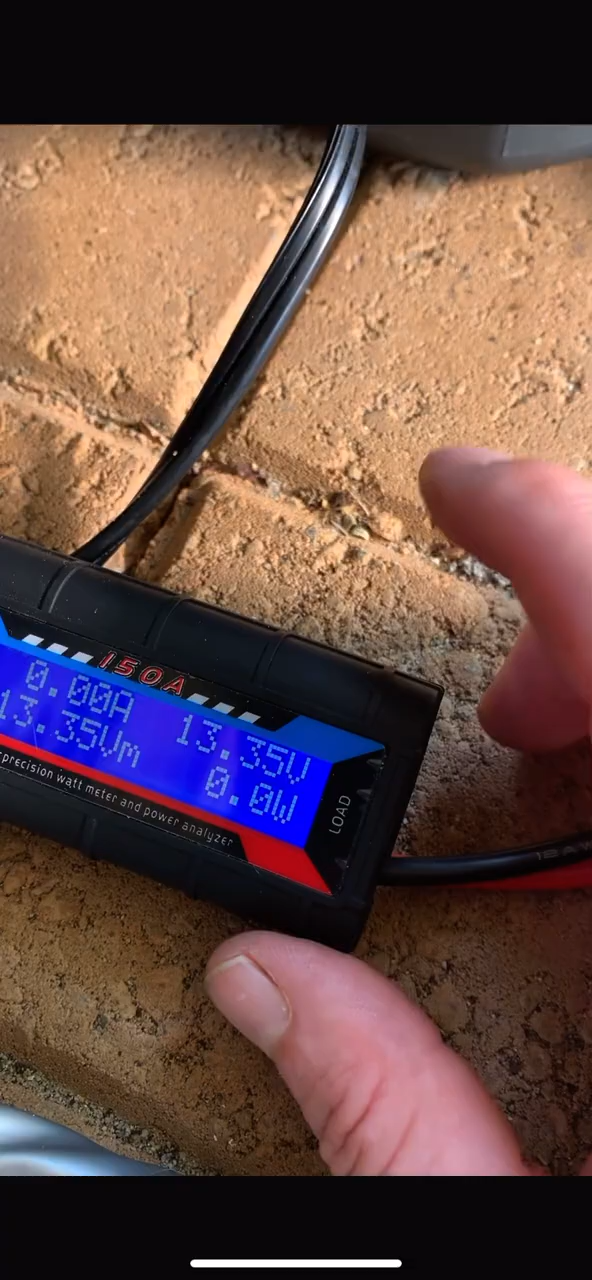 150A
0.00A 13.35V
13.35Vm 0.0W
precision watt meter and power analyzer
LOAD